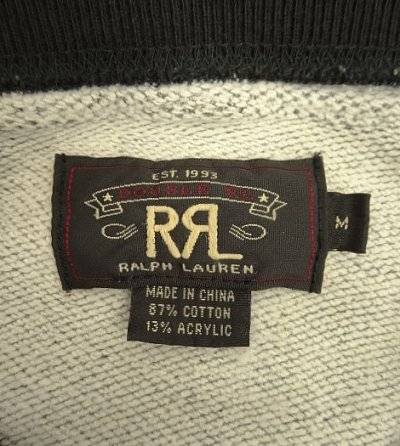 EST. 1993
DOUBLE RL
RRL
RALPH LAUREN
M
MADE IN CHINA
87% COTTON
13% ACRYLIC